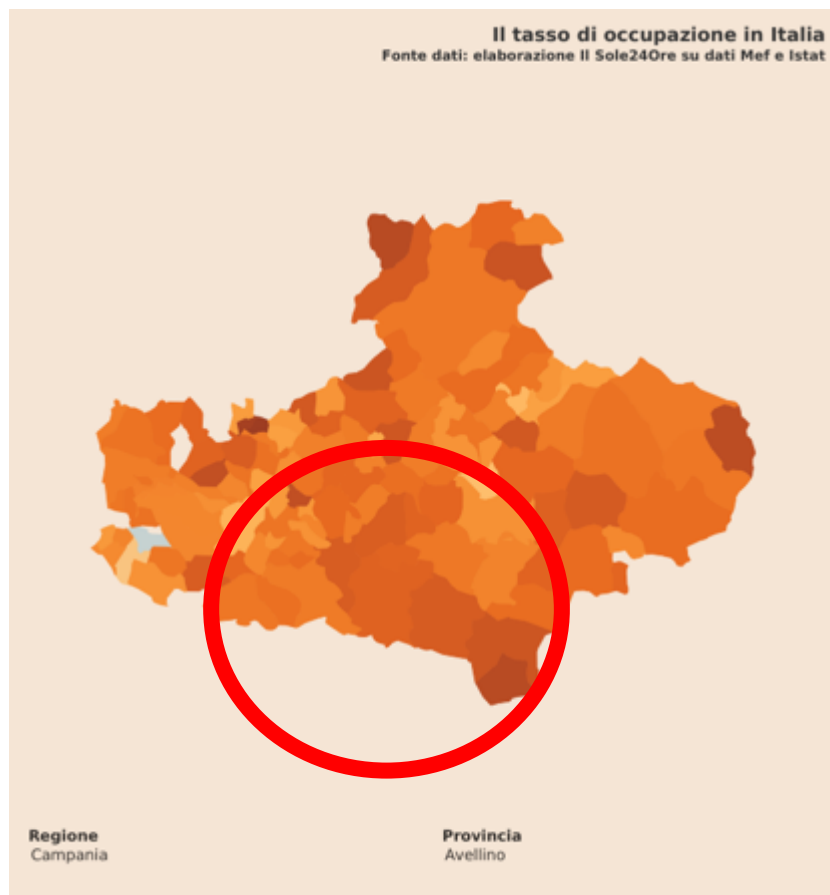 Il tasso di occupazione in Italia
Fonte dati: elaborazione Il Sole24Ore su dati Mef e Istat
Regione
Campania
Provincia
Avellino